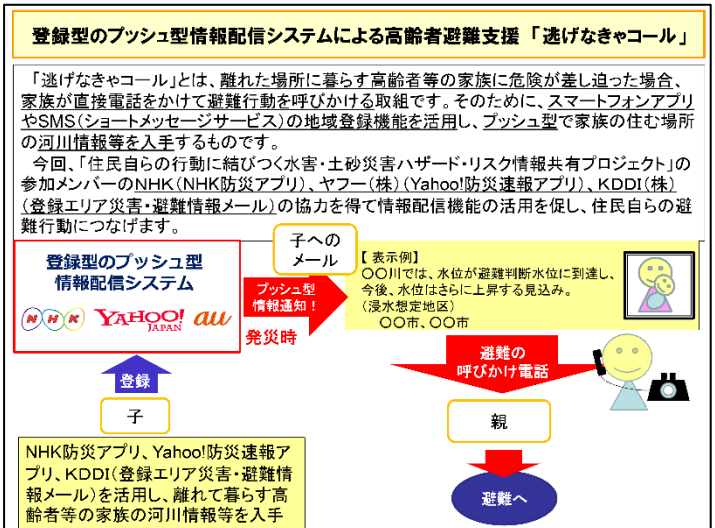 登録型のプッシュ型情報配信システムによる高齢者避難支援 「逃げなきゃコール」
「逃げなきゃコール」とは、離れた場所に暮らす高齢者等の家族に危険が差し迫った場合、
家族が直接電話をかけて避難行動を呼びかける取組です。そのために、スマートフォンアプリ
やSMS（ショートメッセージサービス）の地域登録機能を活用し、プッシュ型で家族の住む場所
の河川情報等を入手するものです。
今回、「住民自らの行動に結びつく水害・土砂災害ハザード・リスク情報共有プロジェクト」の
参加メンバーのNHK（NHK防災アプリ）、ヤフー（株）（Yahoo!防災速報アプリ）、KDDI（株）
（登録エリア災害・避難情報メール）の協力を得て情報配信機能の活用を促し、住民自らの避
難行動につなげます。
登録型のプッシュ型
情報配信システム
NHK YAHOO! JAPAN au
プッシュ型
情報通知！
発災時
子への
メール
【 表示例】
〇〇川では、水位が避難判断水位に到達し、
今後、水位はさらに上昇する見込み。
（浸水想定地区）
〇〇市、〇〇市
避難の
呼びかけ電話
登録
子
親
NHK防災アプリ、Yahoo!防災速報ア
プリ、KDDI（登録エリア災害・避難情
報メール）を活用し、離れて暮らす高
齢者等の家族の河川情報等を入手
避難へ